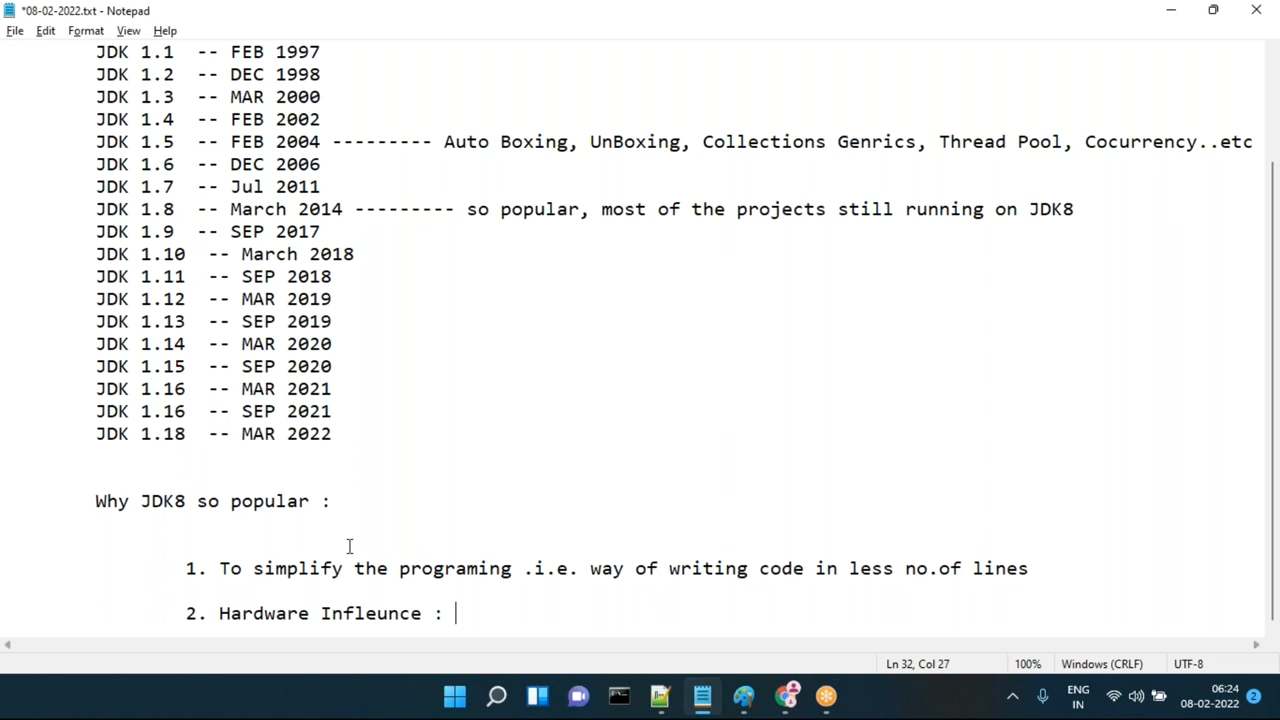 *08-02-2022.txt - Notepad
File Edit Format View Help
JDK 1.1 -- FEB 1997
JDK 1.2 -- DEC 1998
JDK 1.3 -- MAR 2000
JDK 1.4 -- FEB 2002
JDK 1.5 -- FEB 2004 --------- Auto Boxing, UnBoxing, Collections Genrics, Thread Pool, Cocurrency..etc
JDK 1.6 -- DEC 2006
JDK 1.7 -- Jul 2011
JDK 1.8 -- March 2014 --------- so popular, most of the projects still running on JDK8
JDK 1.9 -- SEP 2017
JDK 1.10 -- March 2018
JDK 1.11 -- SEP 2018
JDK 1.12 -- MAR 2019
JDK 1.13 -- SEP 2019
JDK 1.14 -- MAR 2020
JDK 1.15 -- SEP 2020
JDK 1.16 -- MAR 2021
JDK 1.16 -- SEP 2021
JDK 1.18 -- MAR 2022
Why JDK8 so popular :
1. To simplify the programing .i.e. way of writing code in less no.of lines
2. Hardware Infleunce :
Ln 32, Col 27 100% Windows (CRLF) UTF-8
ENG 06:24
IN 08-02-2022 2